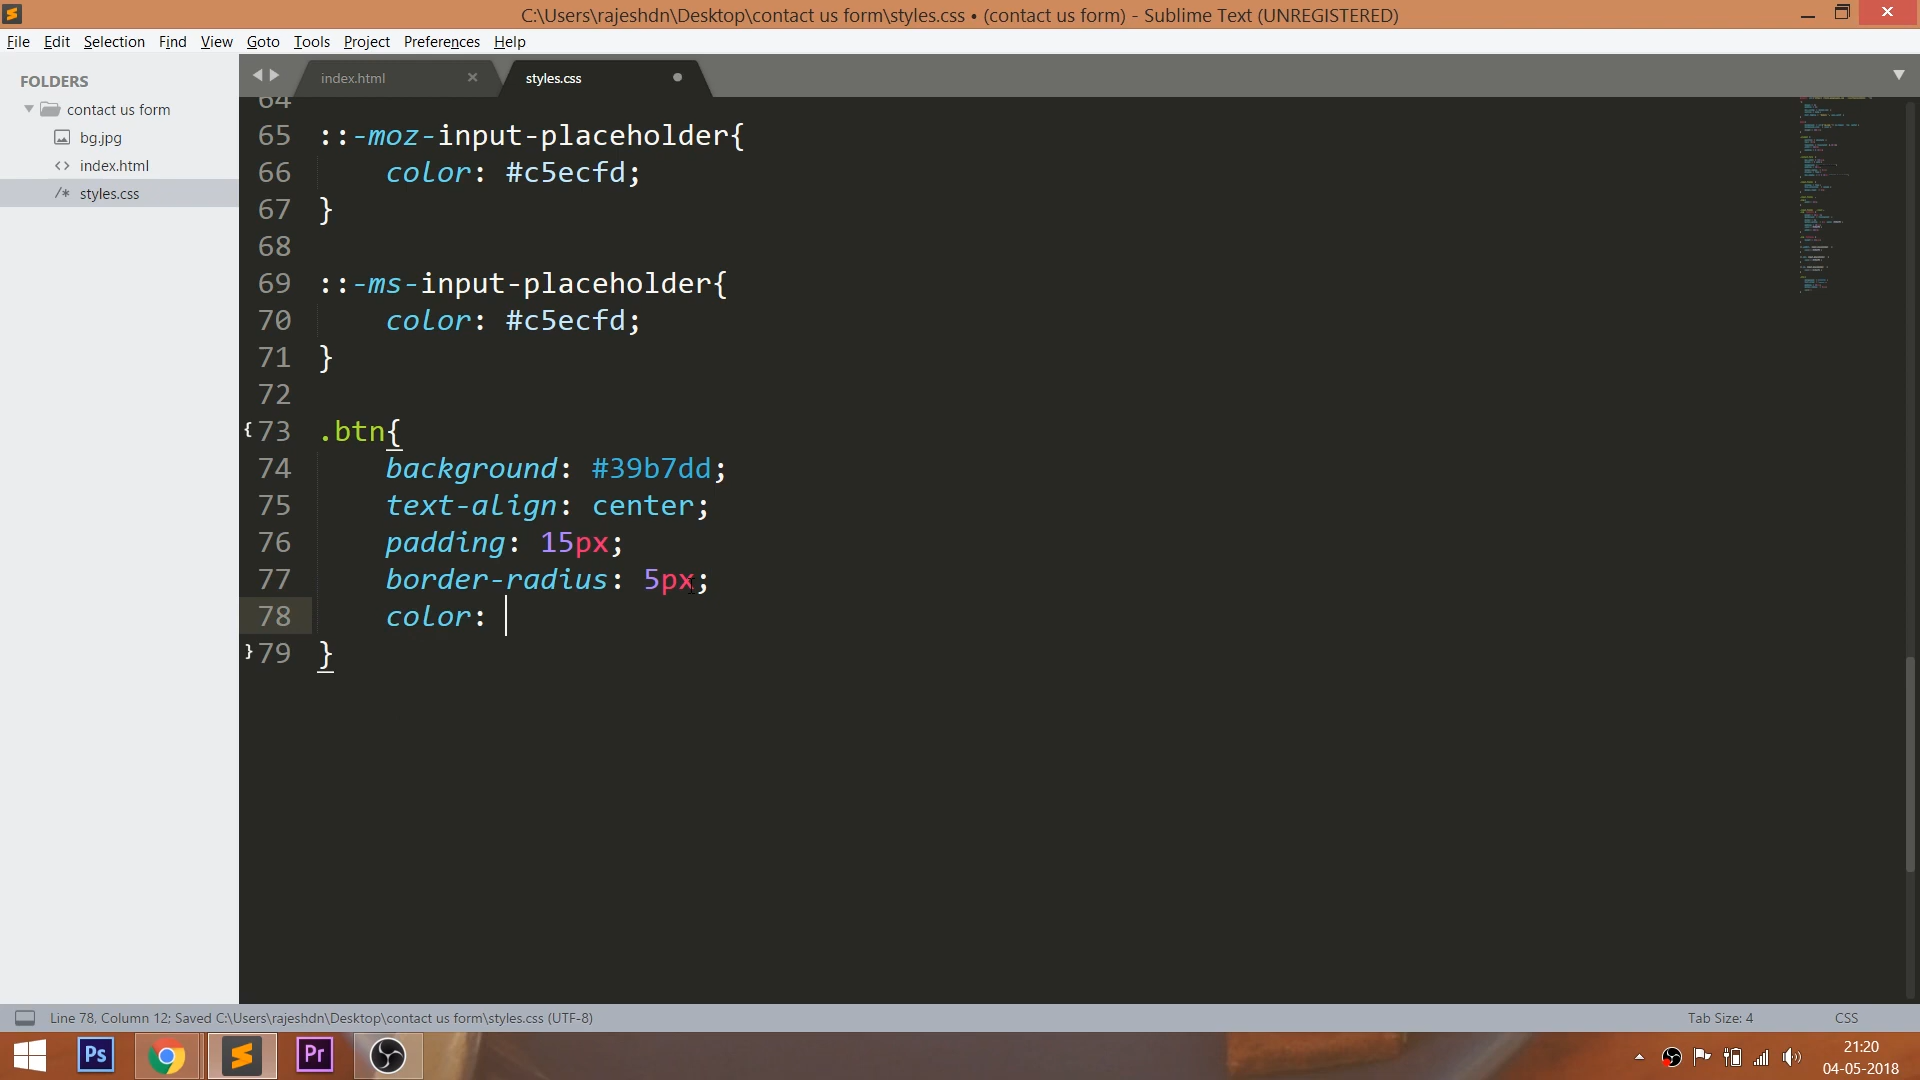 C:\Users\rajeshdn\Desktop\contact us form\styles.css • (contact us form) - Sublime Text (UNREGISTERED)
File Edit Selection Find View Goto Tools Project Preferences Help
FOLDERS
contact us form
bg.jpg
index.html
/* styles.css
index.html
styles.css
64
65 ::-moz-input-placeholder{
66 color: #c5ecfd;
67 }
68
69 ::-ms-input-placeholder{
70 color: #c5ecfd;
71 }
72
73 .btn{
74 background: #39b7dd;
75 text-align: center;
76 padding: 15px;
77 border-radius: 5px;
78 color:
79 }
Line 78, Column 12; Saved C:\Users\rajeshdn\Desktop\contact us form\styles.css (UTF-8)
Tab Size: 4
CSS
Ps
Pr
21:20
04-05-2018